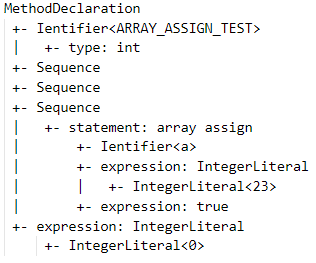 MethodDeclaration
+- Ientifier<ARRAY_ASSIGN_TEST>
|  +- type: int
+- Sequence
+- Sequence
+- Sequence
|   +- statement: array assign
|       +- Ientifier<a>
|       +- expression: IntegerLiteral
|       |   +- IntegerLiteral<23>
|       +- expression: true
+- expression: IntegerLiteral
    +- IntegerLiteral<0>